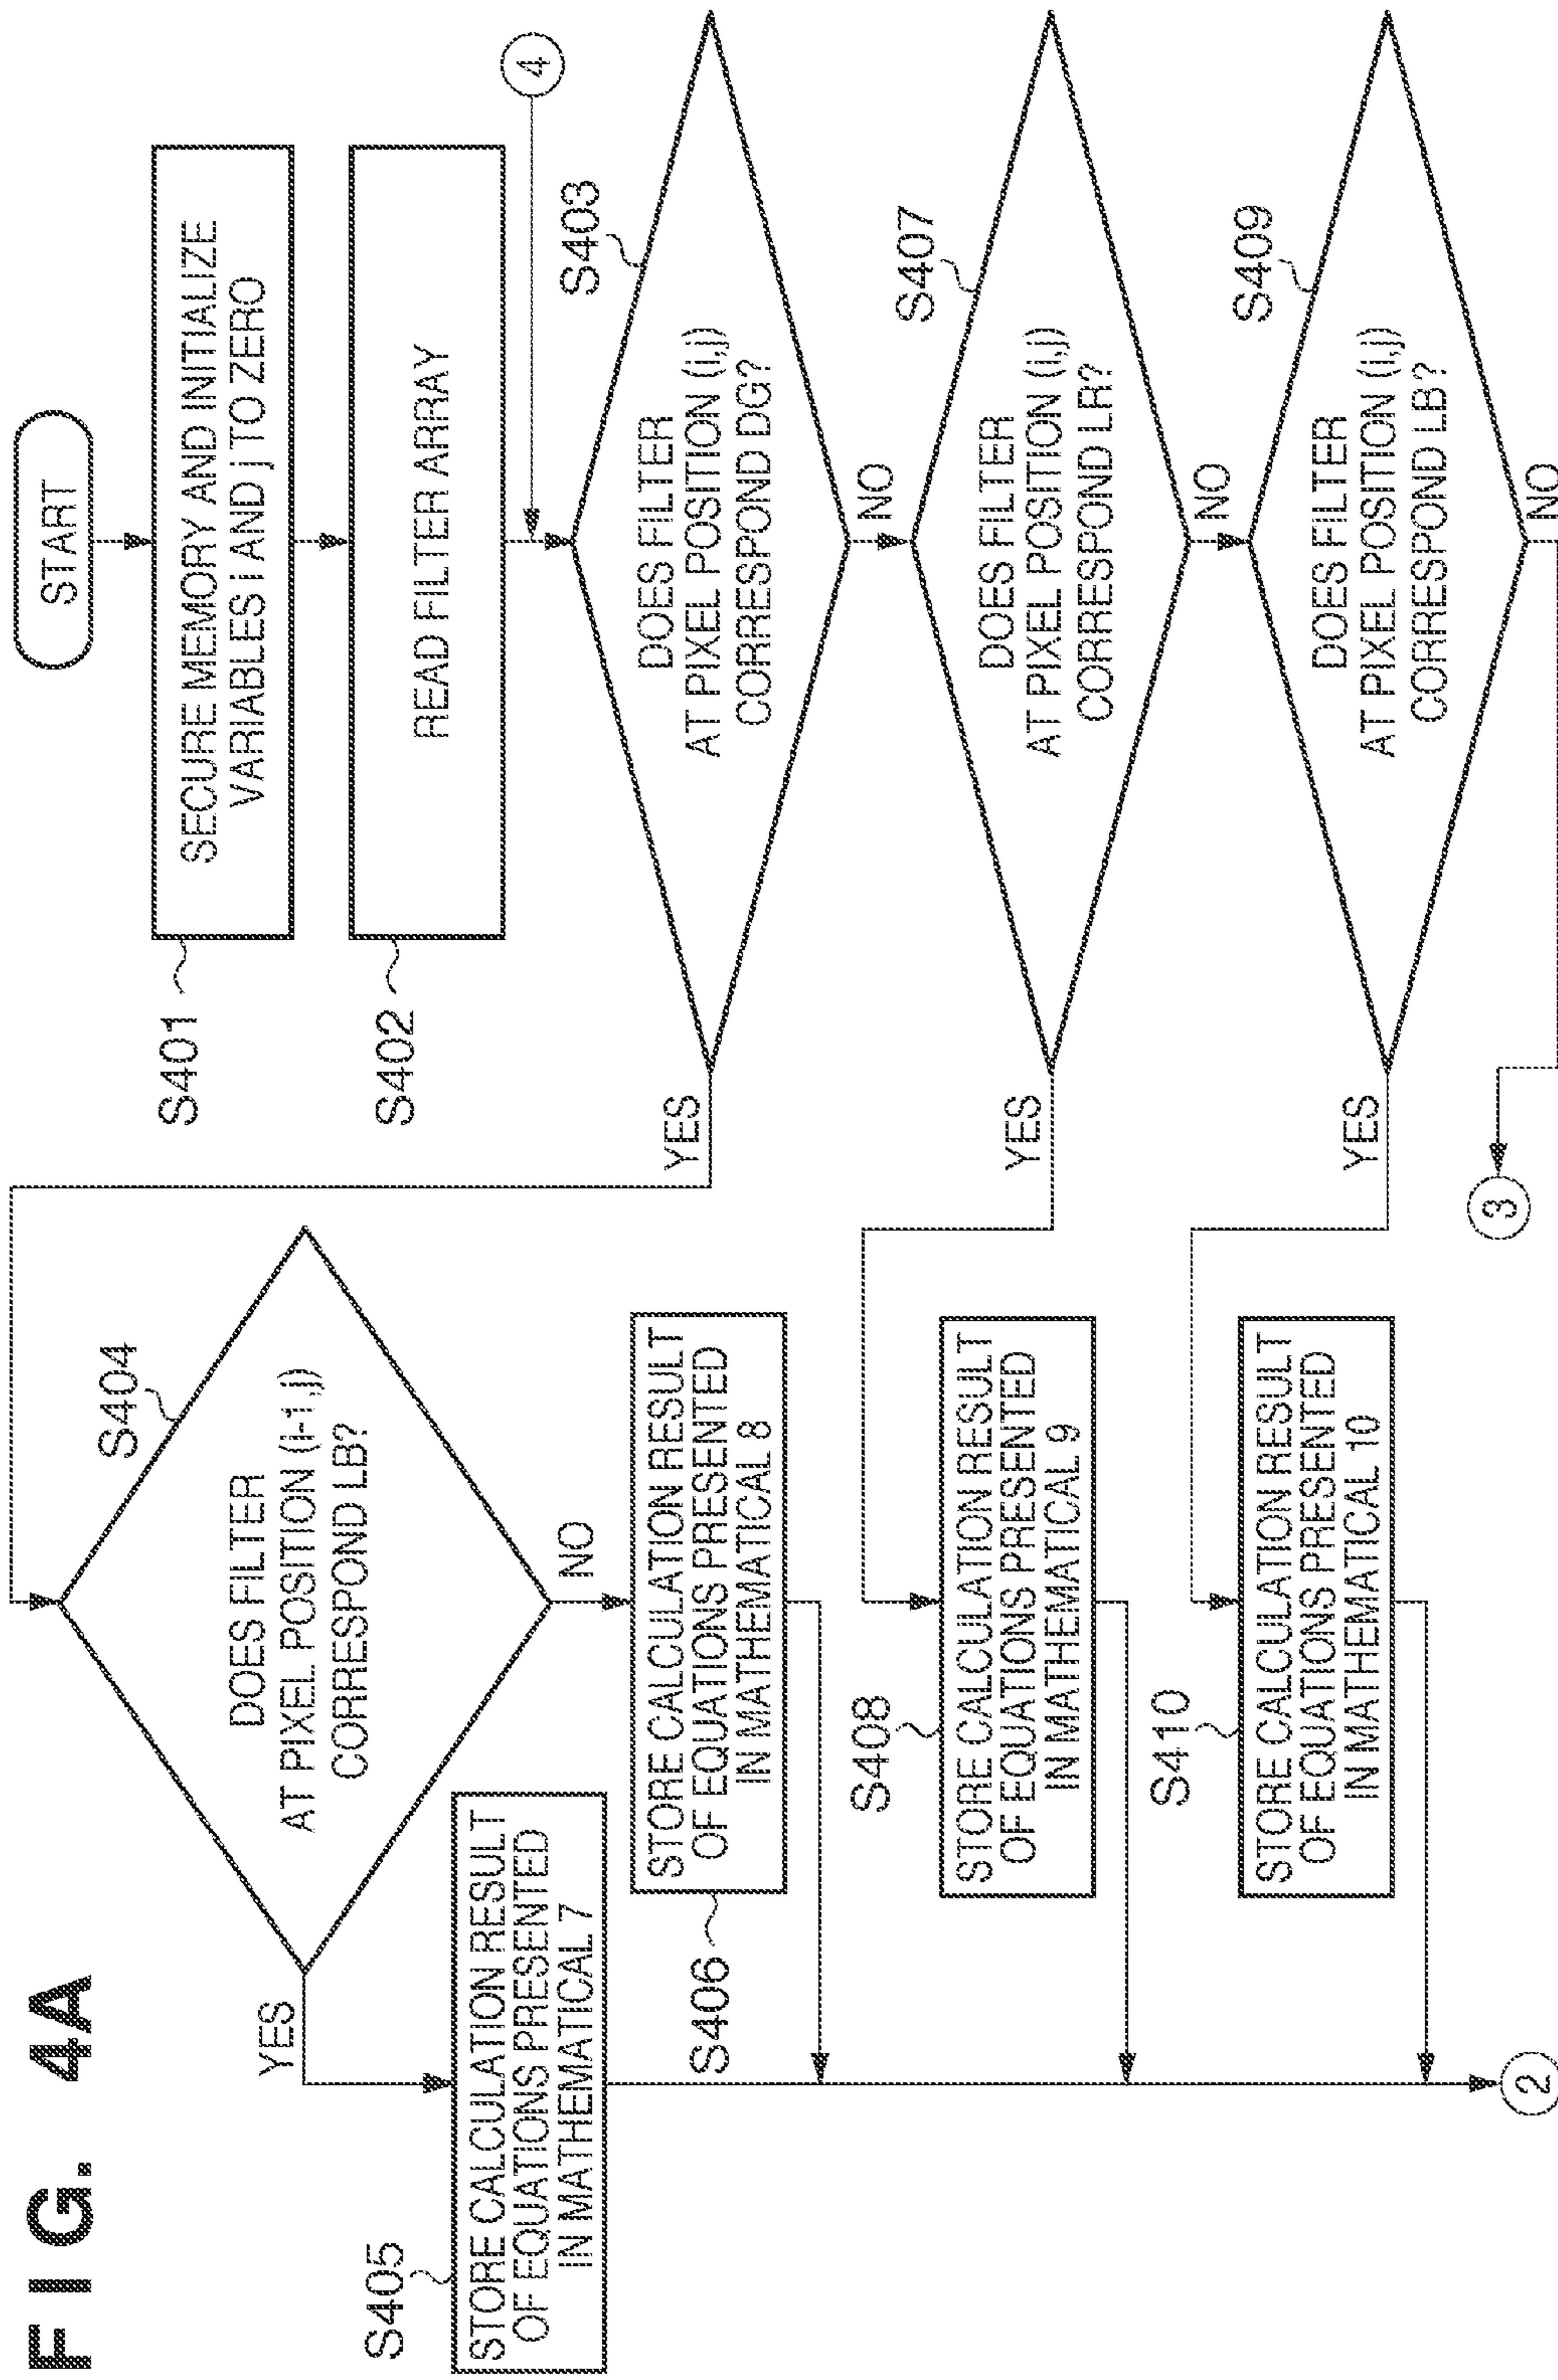 FIG. 4A
START
S401
SECURE MEMORY AND INITIALIZE
VARIABLES i AND j TO ZERO
S402
READ FILTER ARRAY
4
S403
DOES FILTER
AT PIXEL POSITION (i,j)
CORRESPOND DG?
YES
NO
S404
DOES FILTER
AT PIXEL POSITION (i-1,j)
CORRESPOND LB?
YES
NO
S405
STORE CALCULATION RESULT
OF EQUATIONS PRESENTED
IN MATHEMATICAL 7
S406
STORE CALCULATION RESULT
OF EQUATIONS PRESENTED
IN MATHEMATICAL 8
S407
DOES FILTER
AT PIXEL POSITION (i,j)
CORRESPOND LR?
YES
NO
S408
STORE CALCULATION RESULT
OF EQUATIONS PRESENTED
IN MATHEMATICAL 9
S409
DOES FILTER
AT PIXEL POSITION (i,j)
CORRESPOND LB?
YES
NO
S410
STORE CALCULATION RESULT
OF EQUATIONS PRESENTED
IN MATHEMATICAL 10
2
3